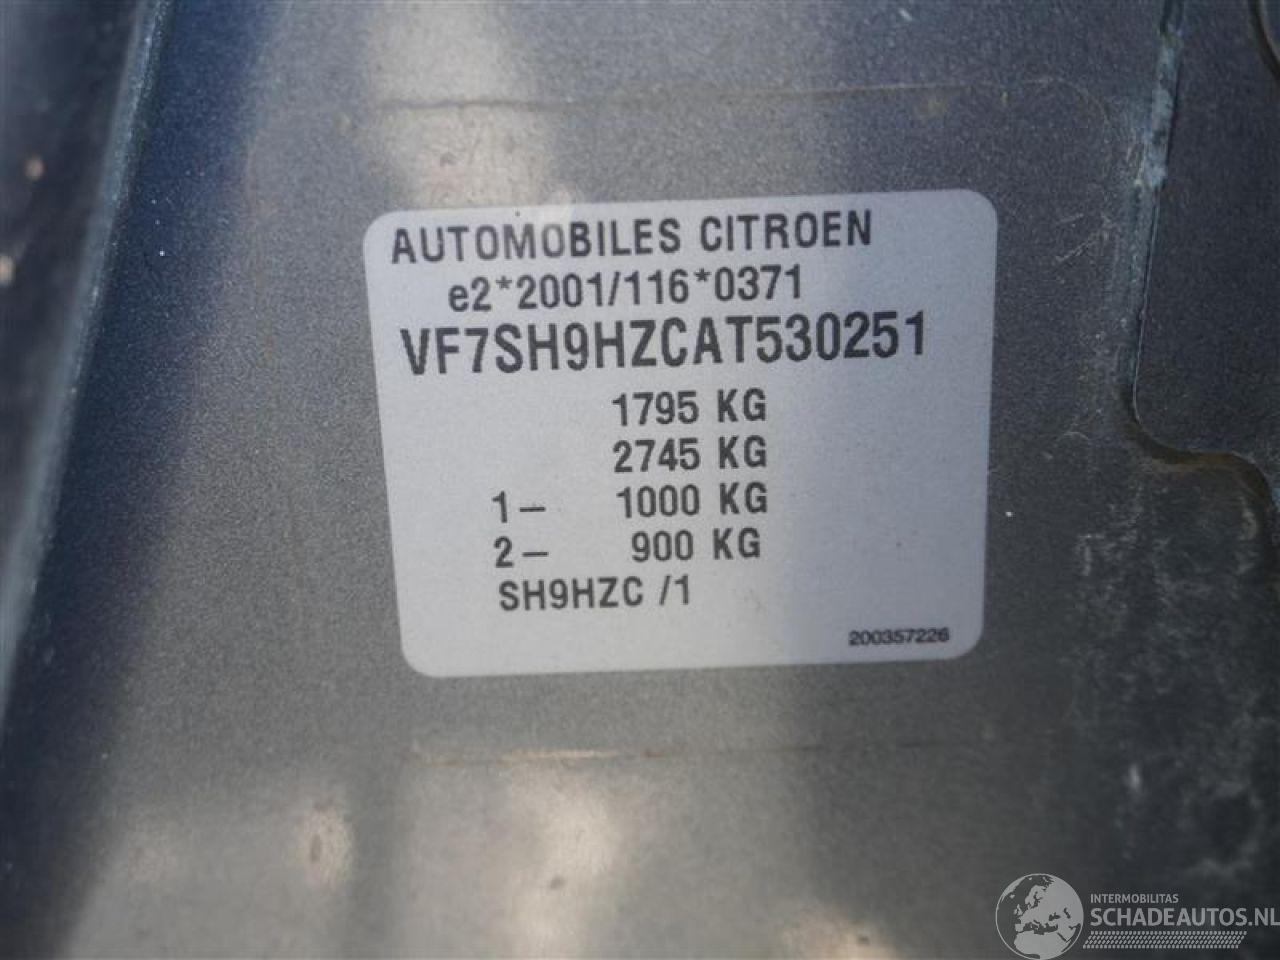 AUTOMOBILES CITROEN
e2*2001/116*0371
VF7SH9HZCAT530251
1795 KG
2745 KG
1- 1000 KG
2- 900 KG
SH9HZC /1
200357226
INTERMOBILITAS
SCHADEAUTOS.NL